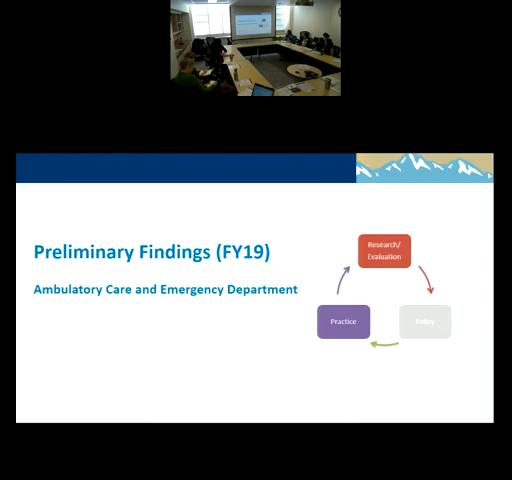 Preliminary Findings (FY19)
Ambulatory Care and Emergency Department
Research/
Evaluation
Practice
Policy